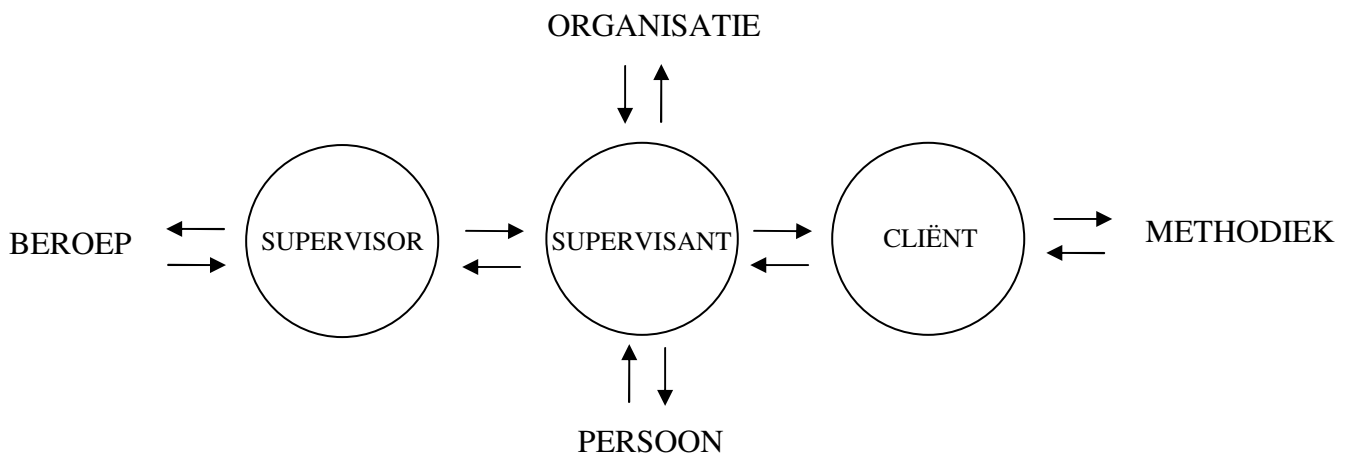 ORGANISATIE
BEROEP
SUPERVISOR
SUPERVISANT
CLIËNT
METHODIEK
PERSOON